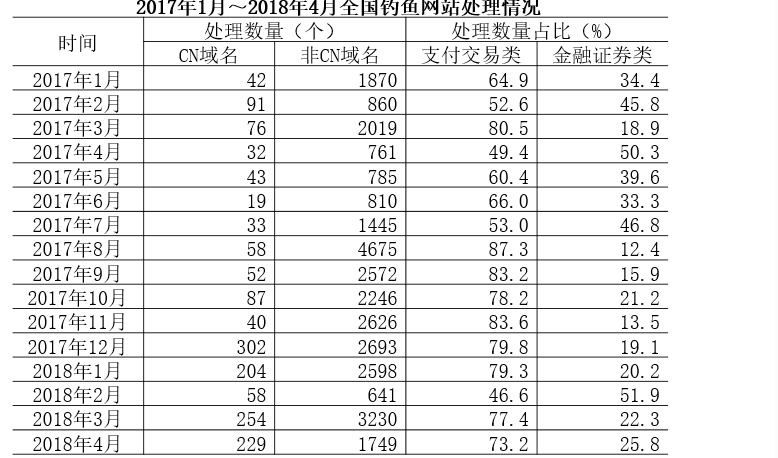 2017年1月～2018年4月全国钓鱼网站处理情况
时间 处理数量（个） 处理数量占比（%）
CN域名 非CN域名 支付交易类 金融证券类
2017年1月 42 1870 64.9 34.4
2017年2月 91 860 52.6 45.8
2017年3月 76 2019 80.5 18.9
2017年4月 32 761 49.4 50.3
2017年5月 43 785 60.4 39.6
2017年6月 19 810 66.0 33.3
2017年7月 33 1445 53.0 46.8
2017年8月 58 4675 87.3 12.4
2017年9月 52 2572 83.2 15.9
2017年10月 87 2246 78.2 21.2
2017年11月 40 2626 83.6 13.5
2017年12月 302 2693 79.8 19.1
2018年1月 204 2598 79.3 20.2
2018年2月 58 641 46.6 51.9
2018年3月 254 3230 77.4 22.3
2018年4月 229 1749 73.2 25.8